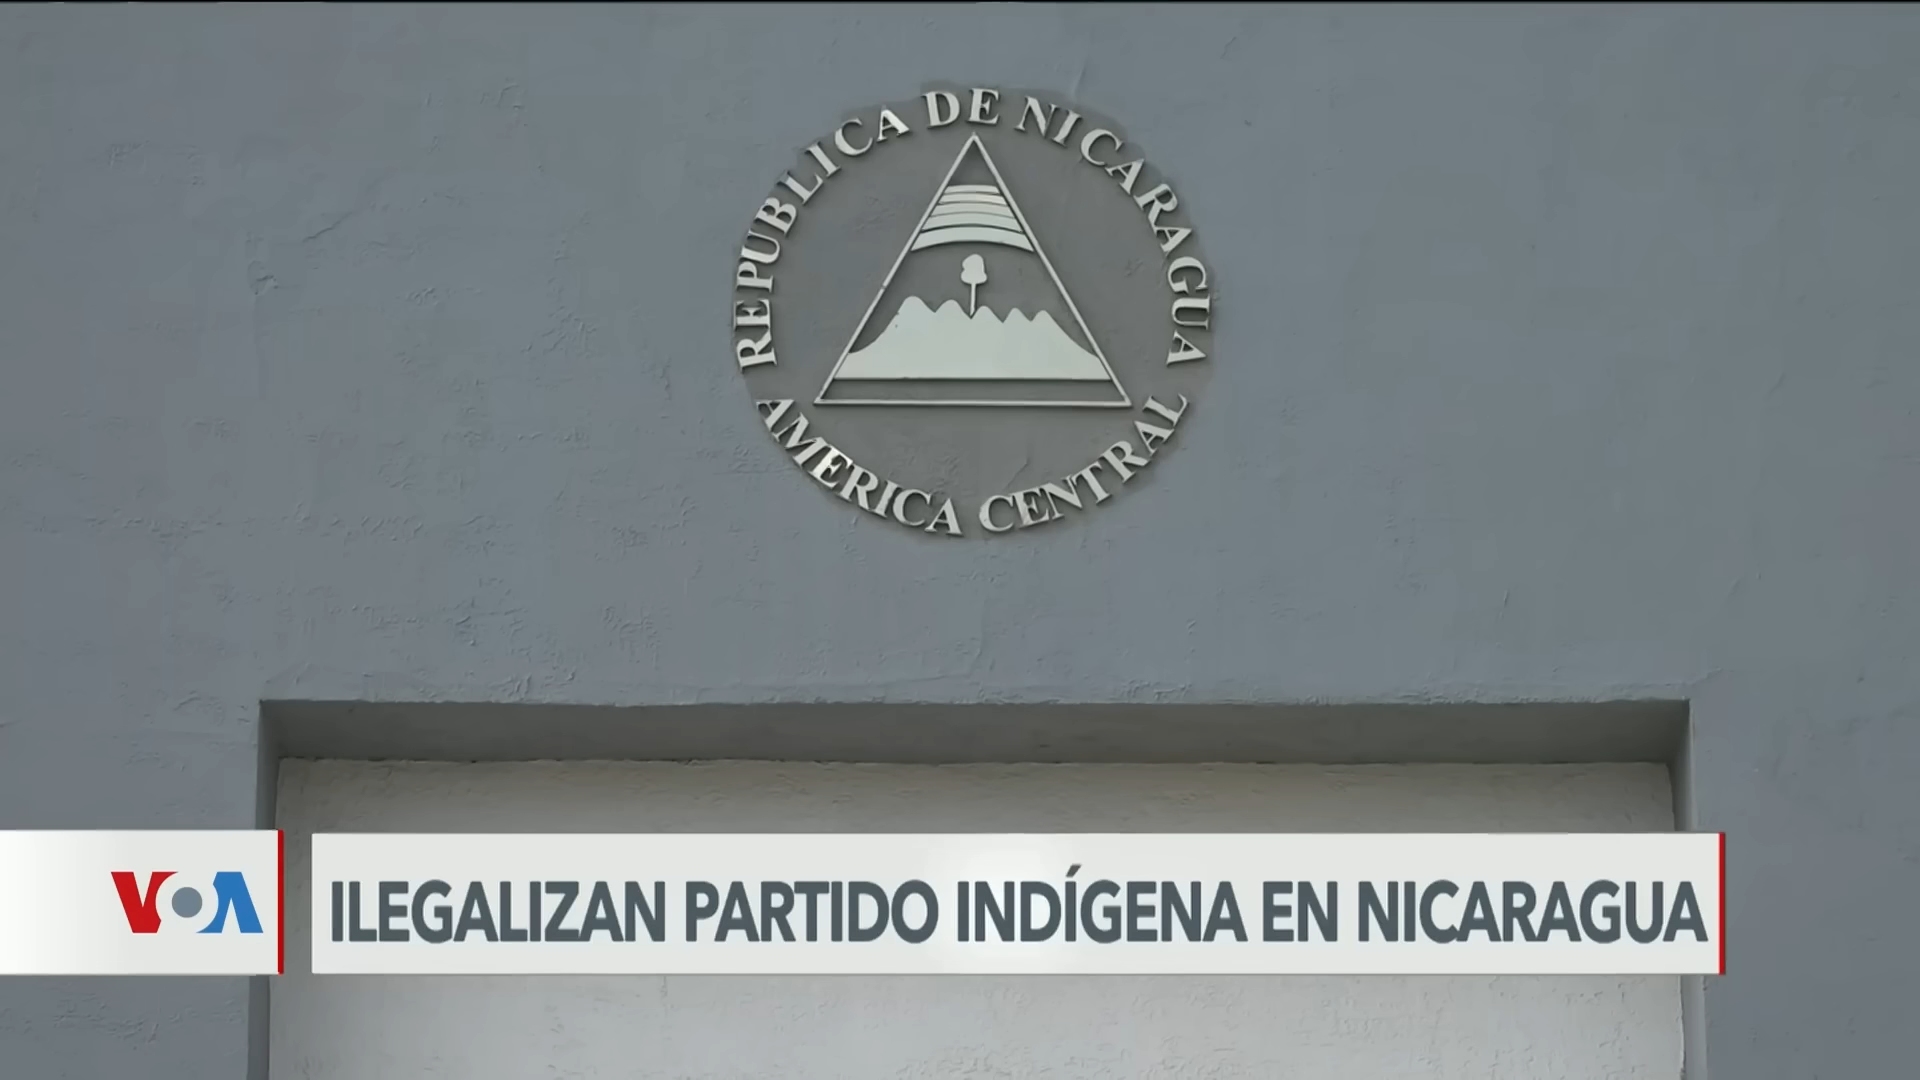 REPUBLICA DE NICARAGUA
AMERICA CENTRAL
VOA
ILEGALIZAN PARTIDO INDÍGENA EN NICARAGUA